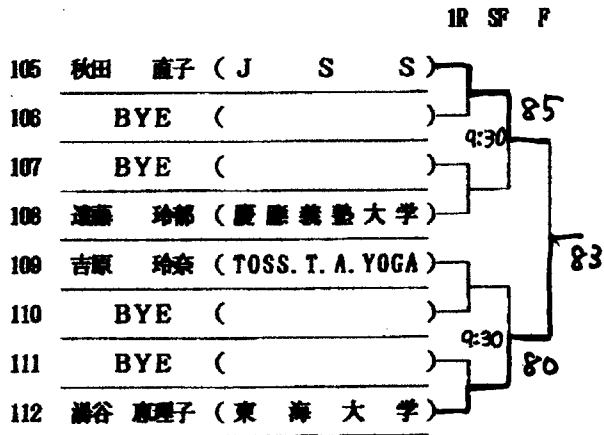 1R SF F
105 秋田 直子 (J S S)
85
106 BYE ( )
9:30
107 BYE ( )
108 遠藤 玲都 (慶應義塾大学)
83
109 吉原 玲奈 (TOSS.T.A.YOGA)
110 BYE ( )
9:30
80
111 BYE ( )
112 澁谷 恵理子 (東海大学)